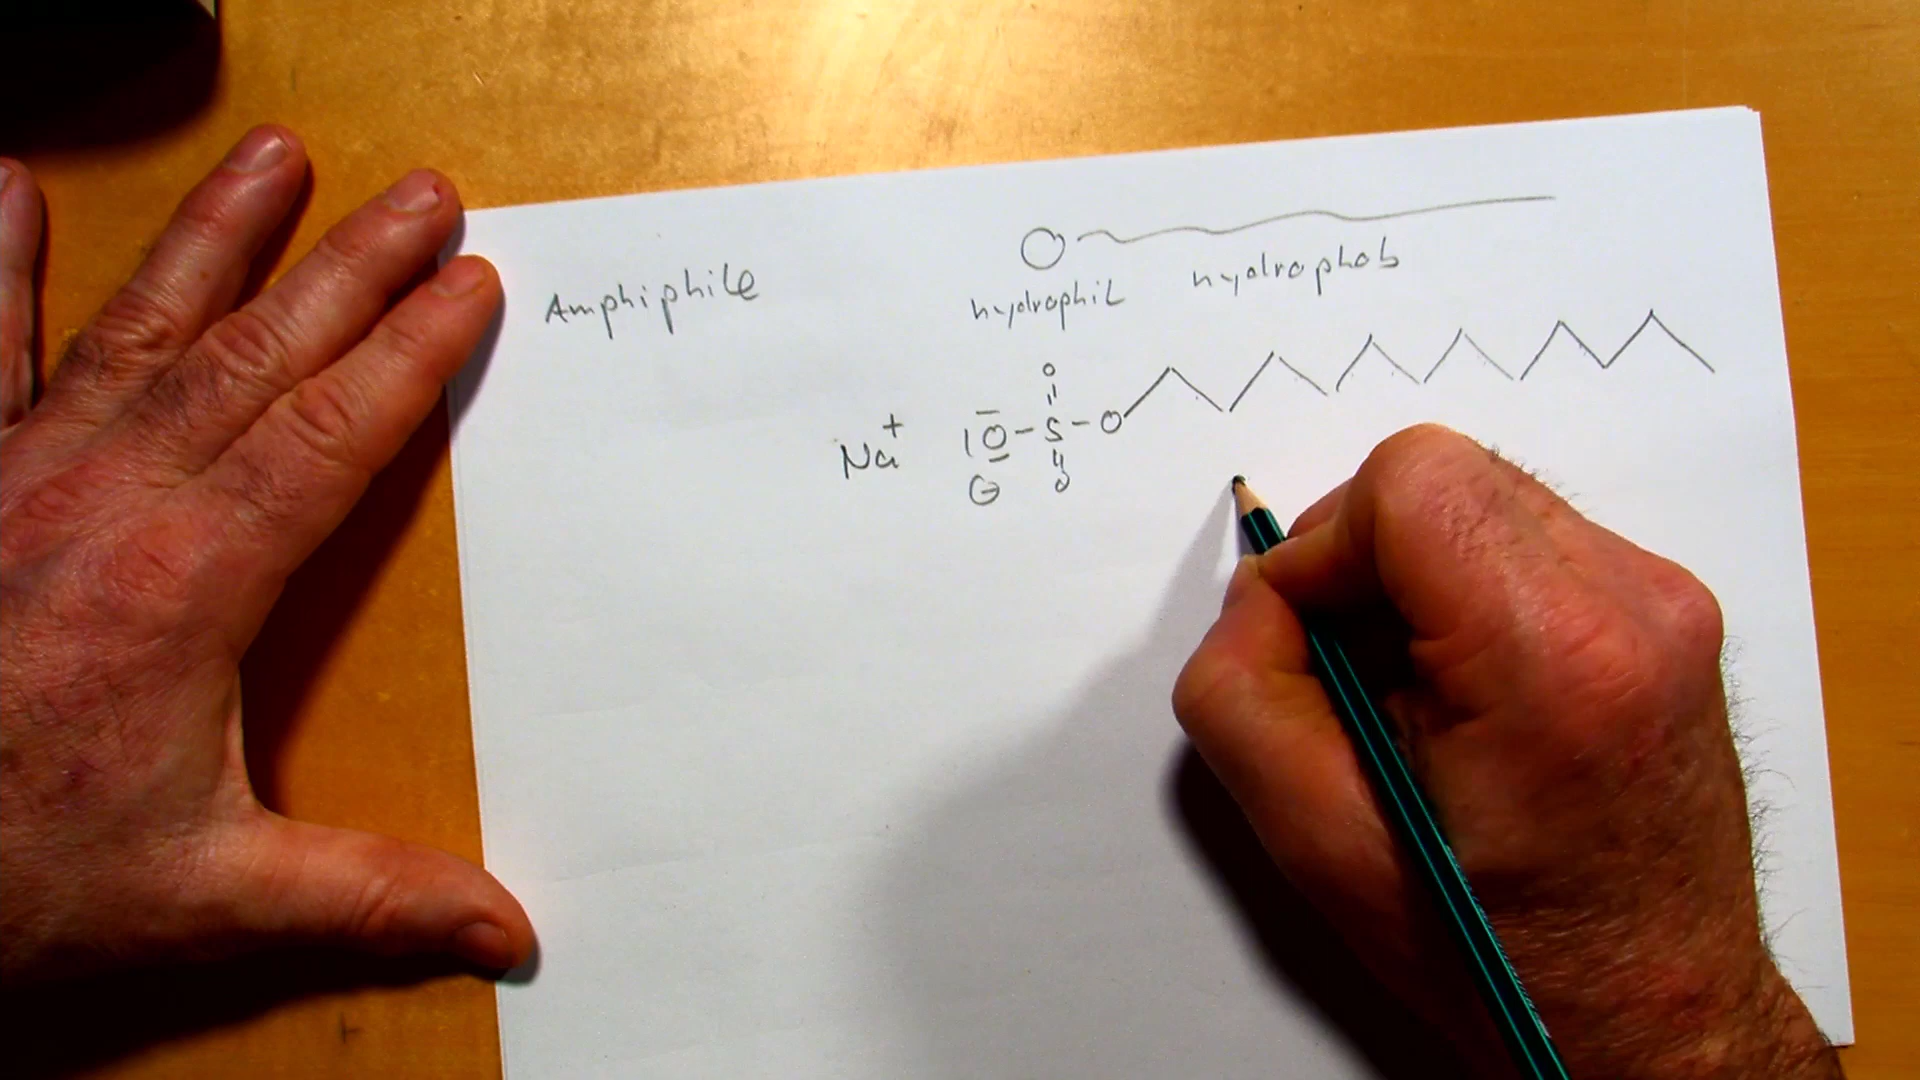 Amphiphile
hydrophil hydrophob
O
Na+ |O-S-O
⊖ O